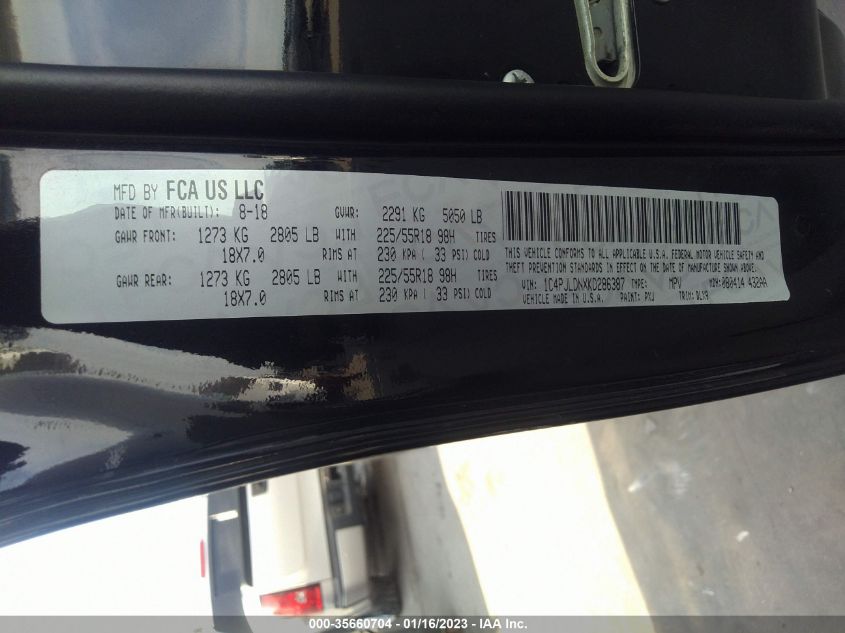 MFD BY FCA US LLC
DATE OF MFR(BUILT): 8-18 GVWR: 2291 KG 5050 LB
GAWR FRONT: 1273 KG 2805 LB WITH 225/55R18 98H TIRES
18X7.0 RIMS AT 230 KPA ( 33 PSI) COLD
GAWR REAR: 1273 KG 2805 LB WITH 225/55R18 98H TIRES
18X7.0 RIMS AT 230 KPA ( 33 PSI) COLD
THIS VEHICLE CONFORMS TO ALL APPLICABLE U.S.A. FEDERAL MOTOR VEHICLE SAFETY AND
THEFT PREVENTION STANDARDS IN EFFECT ON THE DATE OF MANUFACTURE SHOWN ABOVE.
VIN: 1C4PJLDNXKD286387 TYPE: MPV MDH: 080414 432AA
VEHICLE MADE IN U.S.A. PAINT: PXJ TRIM: DLX9
000-35660704 - 01/16/2023 - IAA Inc.